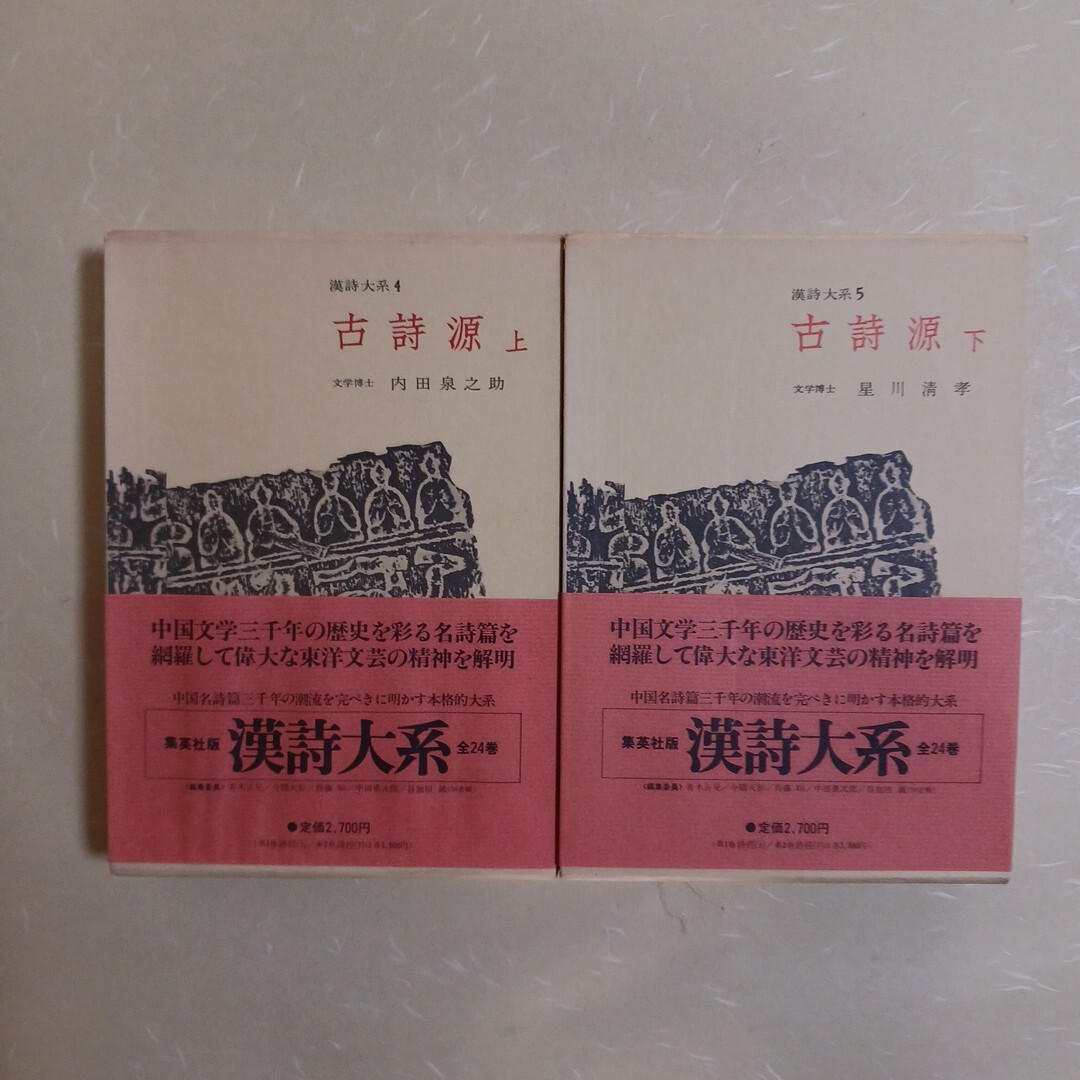 漢詩大系4
古詩源 上
文学博士 内田泉之助
中国文学三千年の歴史を彩る名詩篇を
網羅して偉大な東洋文芸の精神を解明
中国名詩篇三千年の潮流を完ぺきに明かす本格的大系
集英社版 漢詩大系 全24巻
●定価2,700円
漢詩大系5
古詩源 下
文学博士 星川淸孝
中国文学三千年の歴史を彩る名詩篇を
網羅して偉大な東洋文芸の精神を解明
中国名詩篇三千年の潮流を完ぺきに明かす本格的大系
集英社版 漢詩大系 全24巻
●定価2,700円